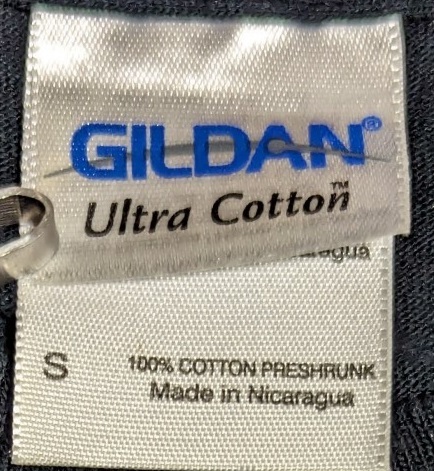 GILDAN®
Ultra Cotton™
S
100% COTTON PRESHRUNK
Made in Nicaragua